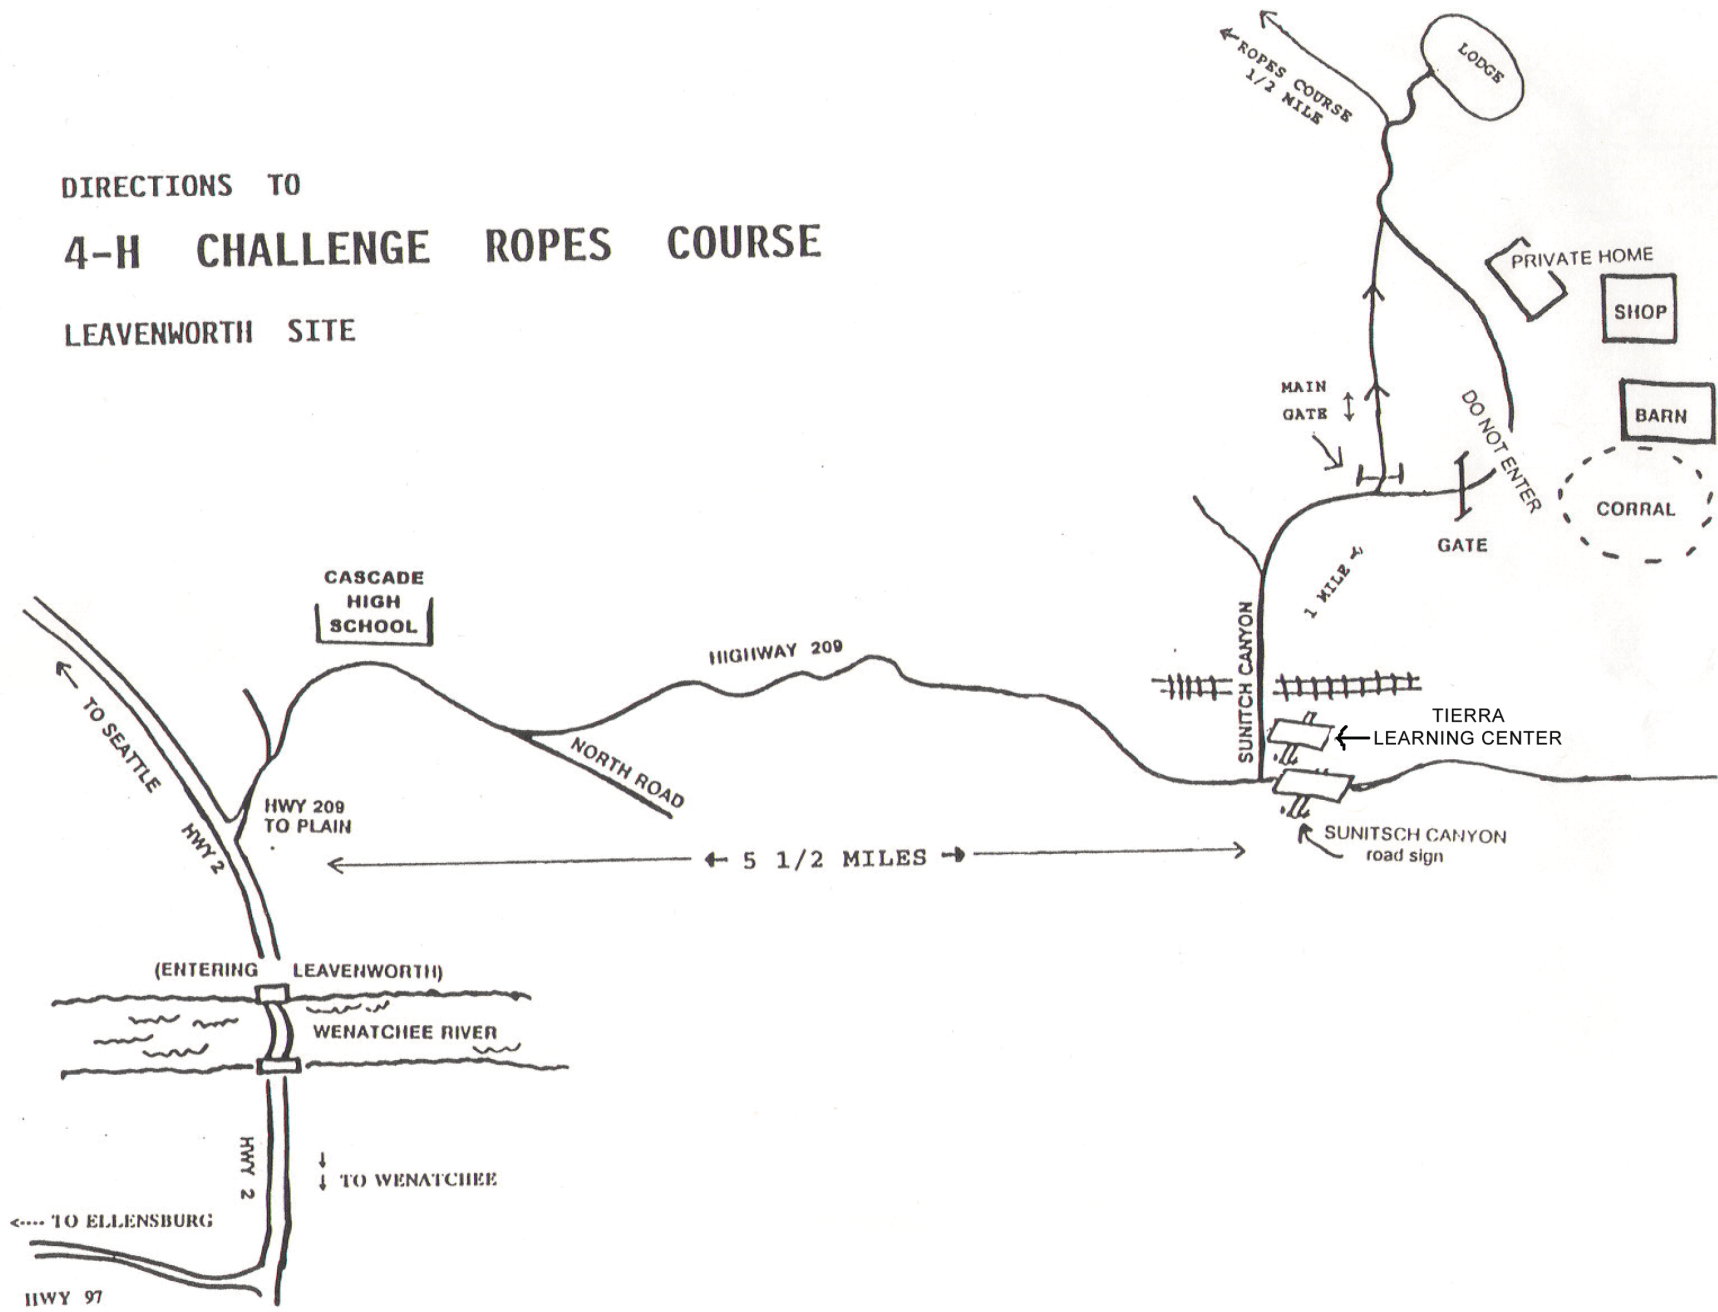 DIRECTIONS TO
4-H CHALLENGE ROPES COURSE
LEAVENWORTH SITE
ROPES COURSE
1/2 MILE
LODGE
PRIVATE HOME
SHOP
BARN
CORRAL
MAIN
GATE
DO NOT ENTER
GATE
1 MILE
SUNITCH CANYON
TIERRA
LEARNING CENTER
SUNITSCH CANYON
road sign
CASCADE
HIGH
SCHOOL
HIGHWAY 209
NORTH ROAD
TO SEATTLE
HWY 2
HWY 209
TO PLAIN
5 1/2 MILES
(ENTERING LEAVENWORTH)
WENATCHEE RIVER
HWY 2
TO WENATCHEE
TO ELLENSBURG
HWY 97